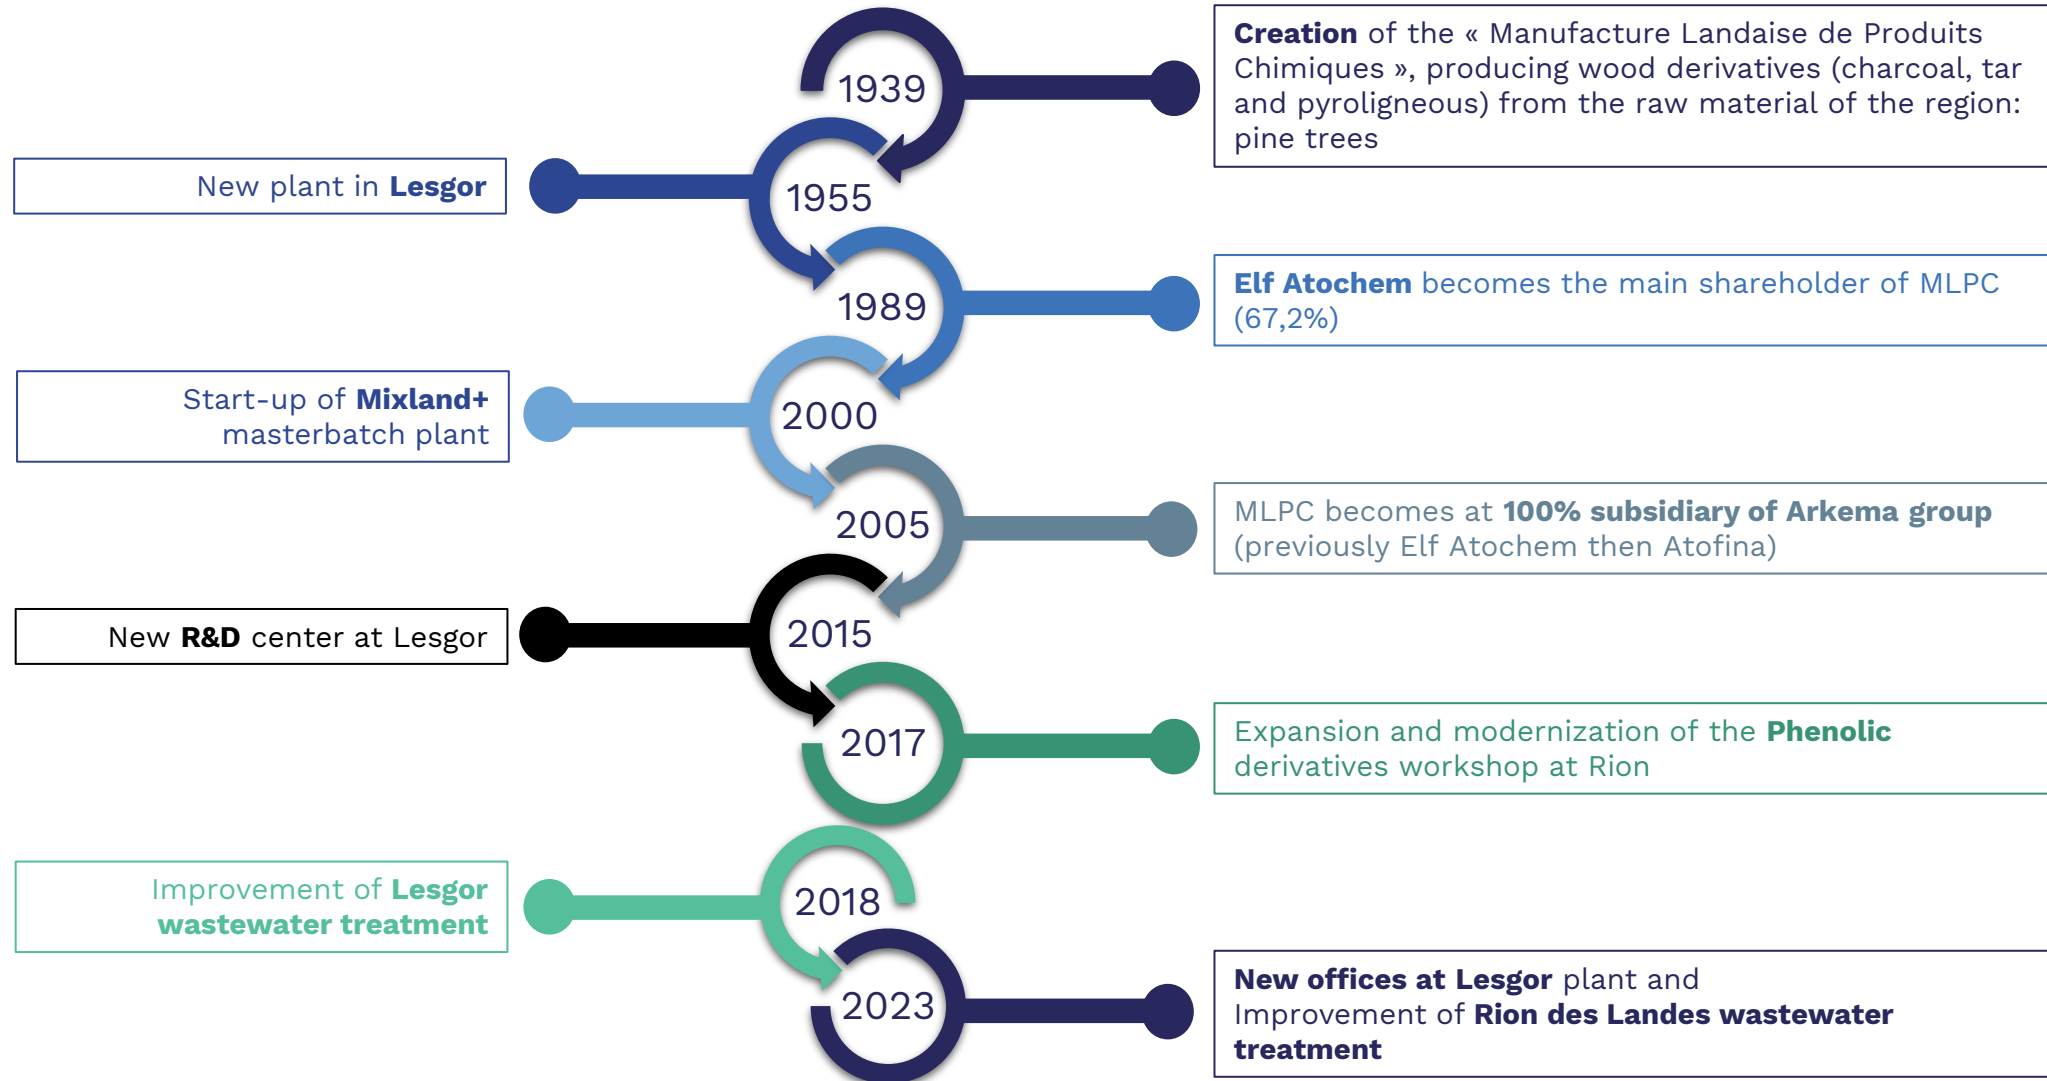 1939
Creation of the « Manufacture Landaise de Produits
Chimiques », producing wood derivatives (charcoal, tar
and pyroligneous) from the raw material of the region:
pine trees
New plant in Lesgor
1955
1989
Elf Atochem becomes the main shareholder of MLPC
(67,2%)
Start-up of Mixland+
masterbatch plant
2000
2005
MLPC becomes at 100% subsidiary of Arkema group
(previously Elf Atochem then Atofina)
New R&D center at Lesgor
2015
2017
Expansion and modernization of the Phenolic
derivatives workshop at Rion
Improvement of Lesgor
wastewater treatment
2018
2023
New offices at Lesgor plant and
Improvement of Rion des Landes wastewater
treatment